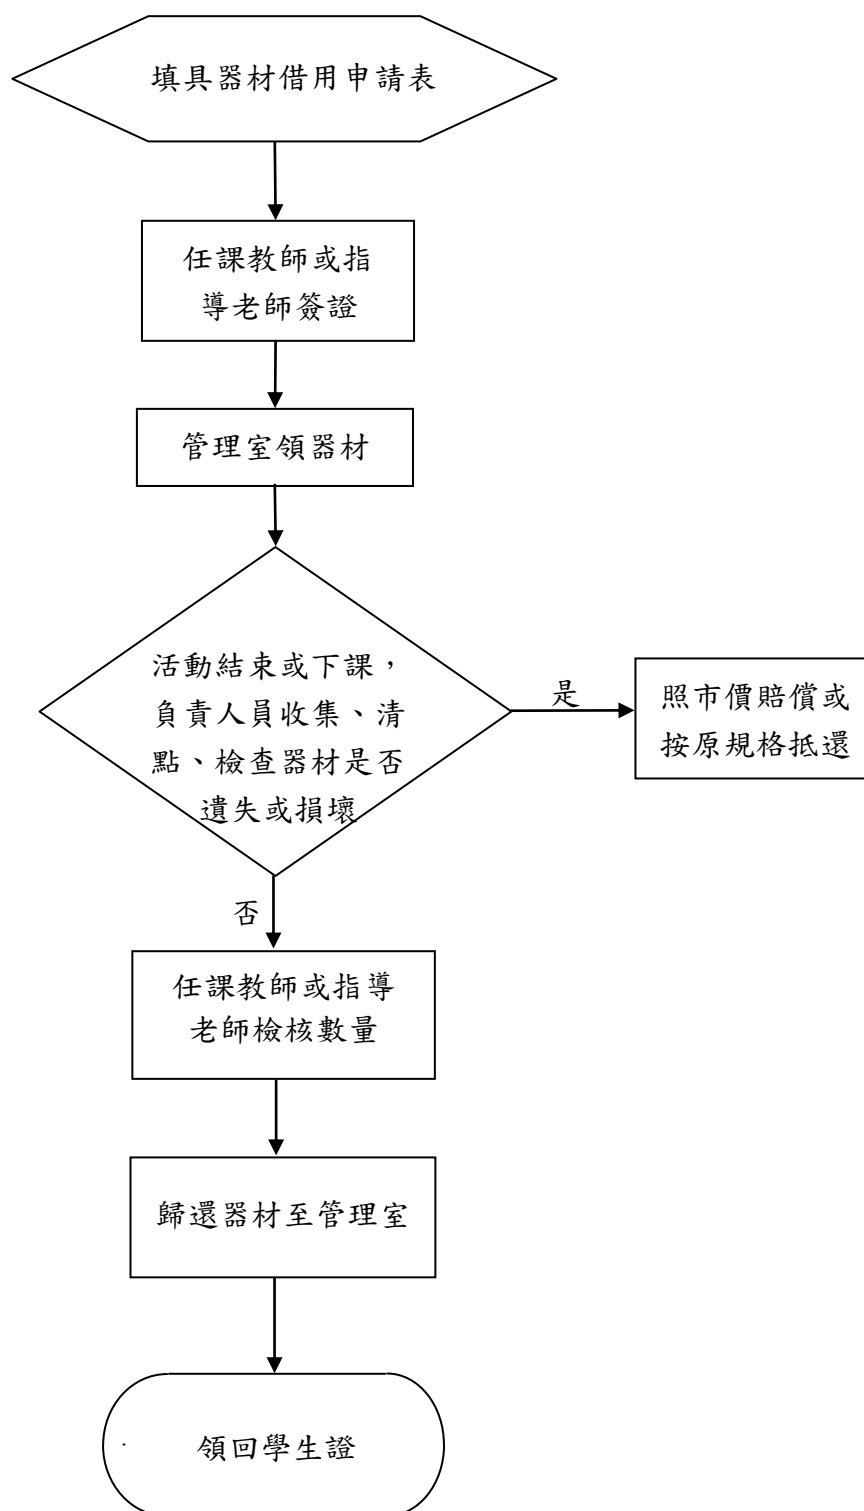 填具器材借用申請表
任課教師或指
導老師簽證
管理室領器材
活動結束或下課，
負責人員收集、清
點、檢查器材是否
遺失或損壞
是
照市價賠償或
按原規格抵還
否
任課教師或指導
老師檢核數量
歸還器材至管理室
領回學生證